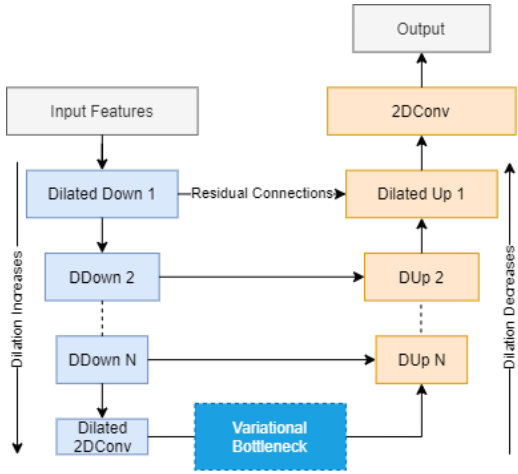 Output
Input Features
2DConv
Dilated Down 1
Residual Connections
Dilated Up 1
DDown 2
DUp 2
Dilation Increases
Dilation Decreases
DDown N
DUp N
Dilated
2DConv
Variational
Bottleneck